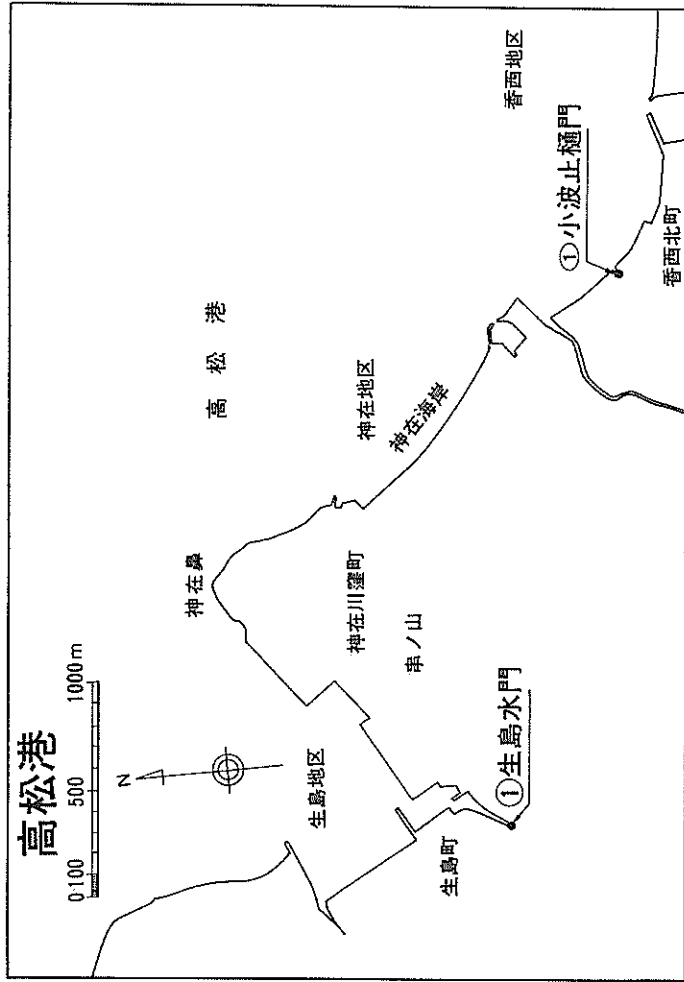 高松港
0 100 500 1000m
N
生島地区
生島町
①生島水門
神在鼻
神在川窪町
串ノ山
高松港
神在地区
神在海岸
香西地区
①小波止樋門
香西北町